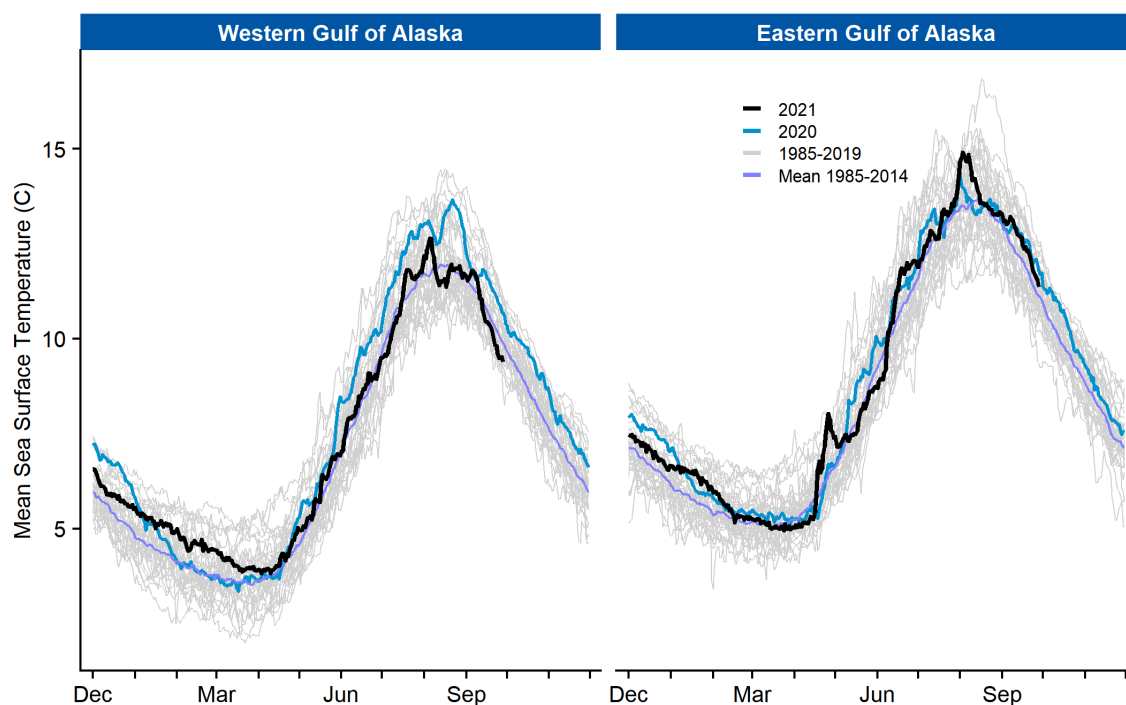 Western Gulf of Alaska
Eastern Gulf of Alaska
Mean Sea Surface Temperature (C)
15
10
5
2021
2020
1985-2019
Mean 1985-2014
Dec Mar Jun Sep
Dec Mar Jun Sep